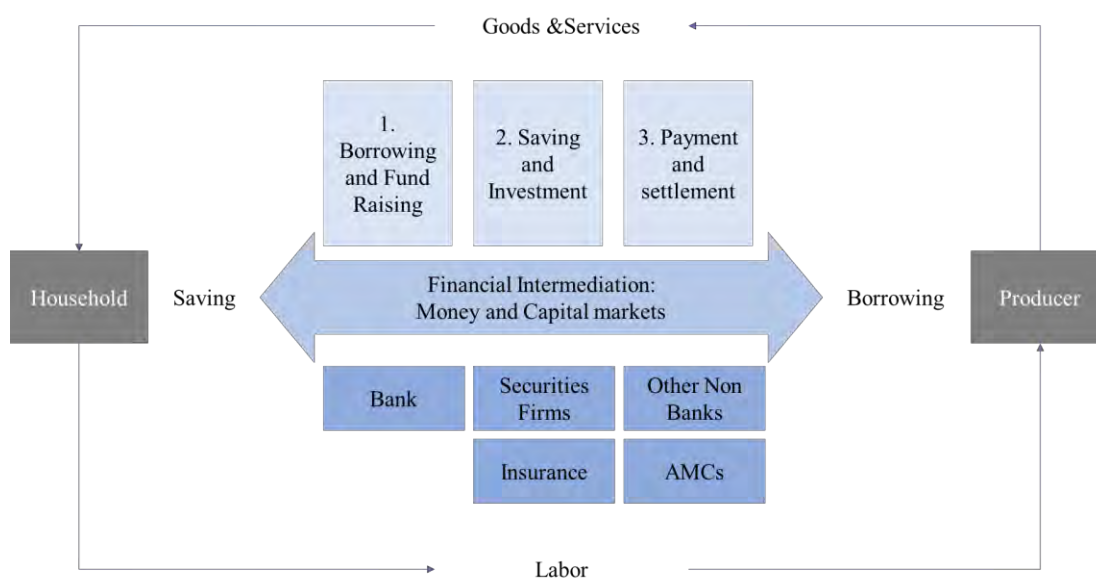 Goods &Services
1.
Borrowing
and Fund
Raising
2. Saving
and
Investment
3. Payment
and
settlement
Household
Saving
Financial Intermediation:
Money and Capital markets
Borrowing
Producer
Bank
Securities
Firms
Other Non
Banks
Insurance
AMCs
Labor